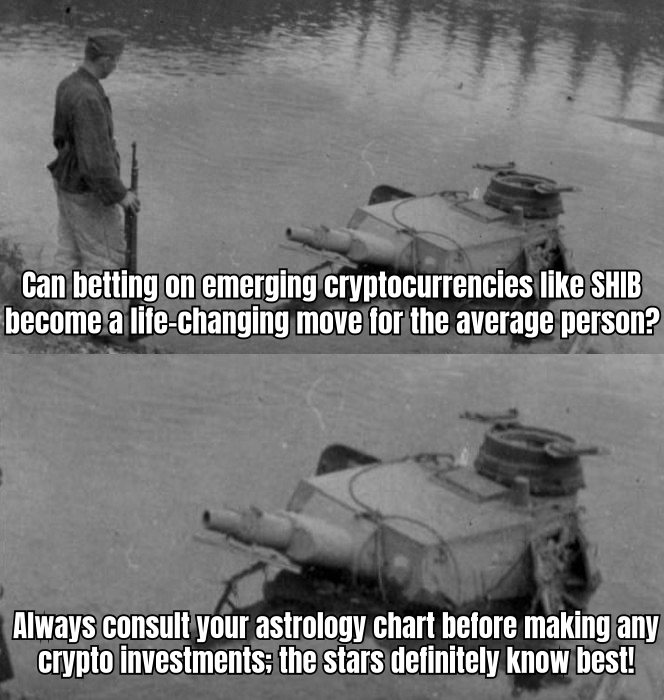 Can betting on emerging cryptocurrencies like SHIB
become a life-changing move for the average person?
Always consult your astrology chart before making any
crypto investments; the stars definitely know best!